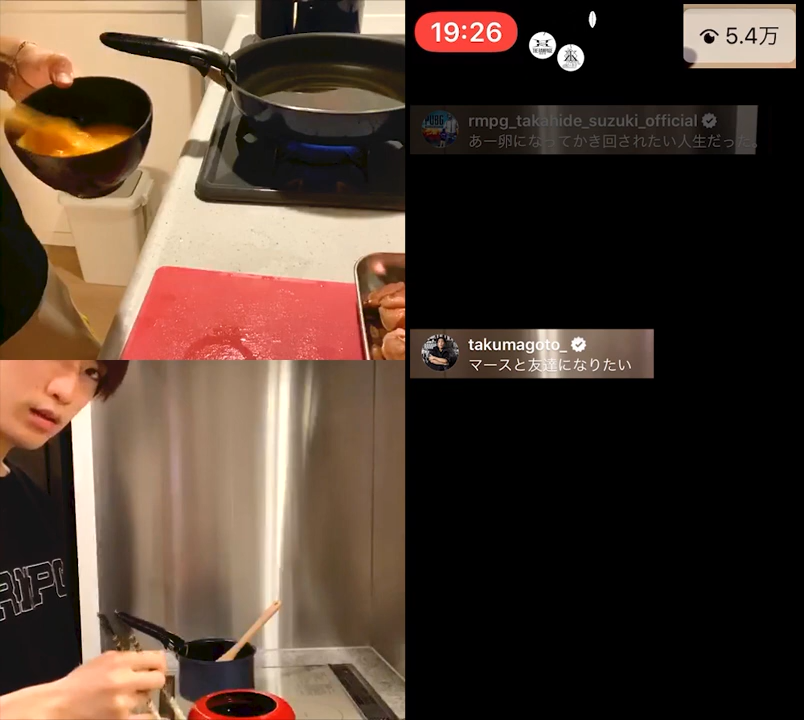 19:26
5.4万
rmpg_takahide_suzuki_official
あー卵になってかき回されたい人生だった。
takumagoto_
マースと友達になりたい